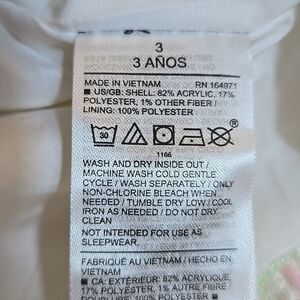 3
3 AÑOS
MADE IN VIETNAM RN 164971
■ US/GB: SHELL: 82% ACRYLIC, 17%
POLYESTER, 1% OTHER FIBER /
LINING: 100% POLYESTER
30
1166
WASH AND DRY INSIDE OUT /
MACHINE WASH COLD GENTLE
CYCLE / WASH SEPARATELY / ONLY
NON-CHLORINE BLEACH WHEN
NEEDED / TUMBLE DRY LOW / COOL
IRON AS NEEDED / DO NOT DRY
CLEAN
NOT INTENDED FOR USE AS
SLEEPWEAR.
FABRIQUÉ AU VIETNAM / HECHO EN
VIETNAM
■ CA: EXTÉRIEUR: 82% ACRYLIQUE,
17% POLYESTER, 1% AUTRE FIBRE /
DOUBLURE: 100% POLYESTER